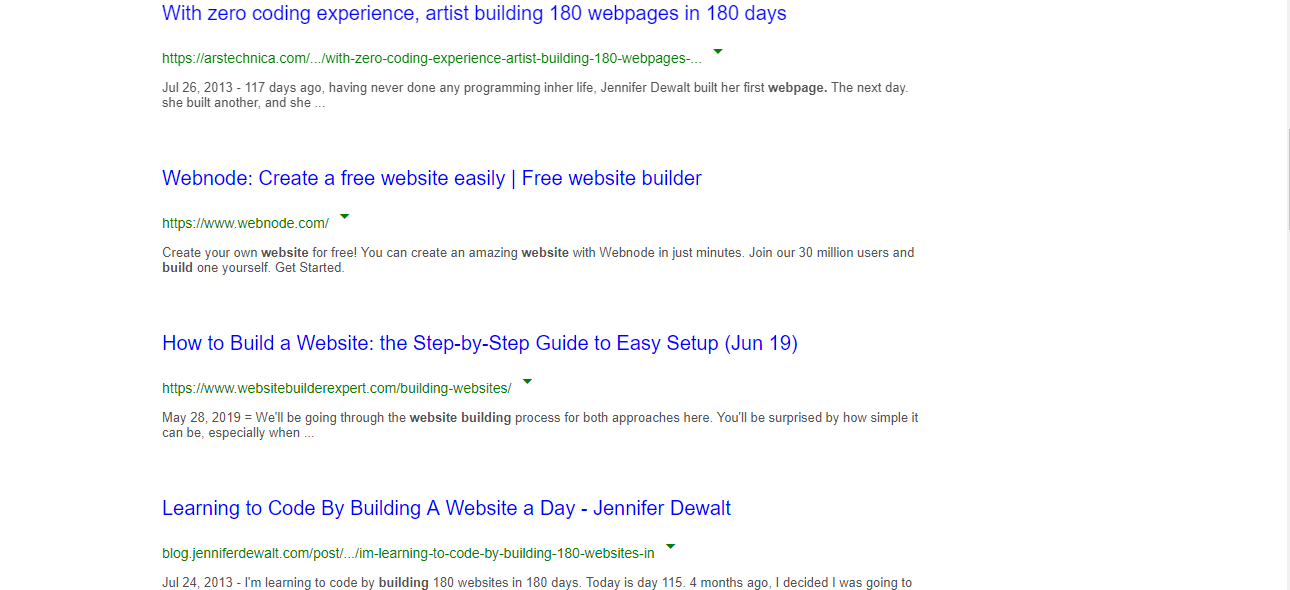 With zero coding experience, artist building 180 webpages in 180 days
https://arstechnica.com/.../with-zero-coding-experience-artist-building-180-webpages-...
Jul 26, 2013 - 117 days ago, having never done any programming inher life, Jennifer Dewalt built her first webpage. The next day.
she built another, and she ...
Webnode: Create a free website easily | Free website builder
https://www.webnode.com/
Create your own website for free! You can create an amazing website with Webnode in just minutes. Join our 30 million users and
build one yourself. Get Started.
How to Build a Website: the Step-by-Step Guide to Easy Setup (Jun 19)
https://www.websitebuilderexpert.com/building-websites/
May 28, 2019 = We'll be going through the website building process for both approaches here. You'll be surprised by how simple it
can be, especially when ...
Learning to Code By Building A Website a Day - Jennifer Dewalt
blog.jenniferdewalt.com/post/.../im-learning-to-code-by-building-180-websites-in
Jul 24, 2013 - I'm learning to code by building 180 websites in 180 days. Today is day 115. 4 months ago, I decided I was going to